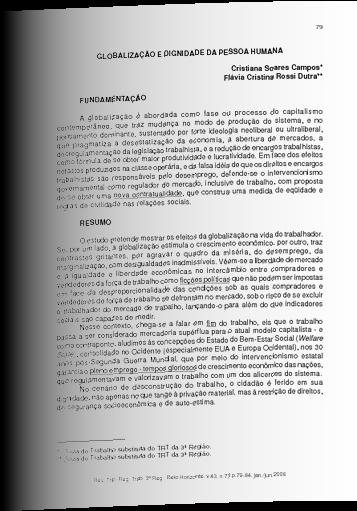 79
GLOBALIZAÇÃO E DIGNIDADE DA PESSOA HUMANA
Cristiana Soares Campos*
Flávia Cristina Rossi Dutra**
FUNDAMENTAÇÃO
A globalização é abordada como fase do processo do capitalismo
contemporâneo, que traz mudança no modo de produção do sistema, e no
pensamento dominante, sustentado por forte ideologia neoliberal ou ultraliberal,
que pragmatiza a desestatização da economia, a abertura de mercados, a
desregulamentação da legislação trabalhista, e a redução de encargos trabalhistas,
como fórmula de se obter maior produtividade e lucratividade. Em face dos efeitos
nefastos produzidos na classe operária, e da falsa idéia de que os direitos e encargos
trabalhistas são responsáveis pelo desemprego, defende-se o intervencionismo
governamental como regulador do mercado, inclusive de trabalho, com proposta
de se obter uma nova contratualidade, que construa uma medida de eqüidade e
regras de civilidade nas relações sociais.
RESUMO
O estudo pretende mostrar os efeitos da globalização na vida do trabalhador.
Se, por um lado, a globalização estimula o crescimento econômico, por outro, traz
contrastes gritantes, por agravar o quadro da miséria, do desemprego, da
marginalização, com desigualdades inadmissíveis. Vêem-se a liberdade de mercado
e a igualdade e liberdade econômicas no intercâmbio entre compradores e
vendedores da força de trabalho como ficções políticas que não podem ser impostas
em face da desproporcionalidade das condições sob as quais compradores e
vendedores de força de trabalho se defrontam no mercado, sob o risco de se excluir
o trabalhador do mercado de trabalho, lançando-o para além do que indicadores
sociais são capazes de medir.
Nesse contexto, chega-se a falar em fim do trabalho, eis que o trabalho
passa a ser considerado mercadoria supérflua para o atual modelo capitalista - e
como contraponto, aludimos às concepções do Estado do Bem-Estar Social (Welfare
State), consolidado no Ocidente (especialmente EUA e Europa Ocidental), nos 30
anos pós-Segunda Guerra Mundial, que por meio do intervencionismo estatal
garantia o pleno emprego - tempos gloriosos de crescimento econômico das nações,
que regulamentavam e valorizavam o trabalho com um dos alicerces do sistema.
No cenário de desconstrução do trabalho, o cidadão é ferido em sua
dignidade, não apenas no que tange à privação material, mas à restrição de direitos,
de segurança socioeconômica e de auto-estima.
* Juíza do Trabalho substituta do TRT da 3ª Região.
** Juíza do Trabalho substituta do TRT da 3ª Região.
Rev. Trib. Reg. Trab. 3ª Reg., Belo Horizonte, v.43, n.73, p.79-84, jan./jun.2006